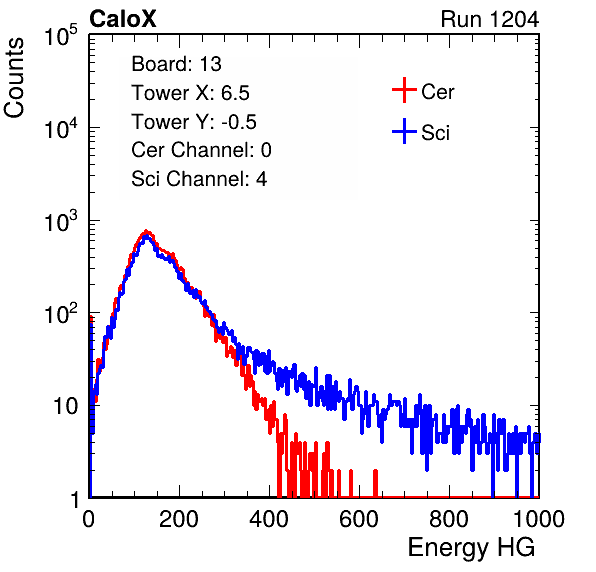 CaloX Run 1204
Counts
10^5
10^4
10^3
10^2
10
1
Board: 13
Tower X: 6.5
Tower Y: -0.5
Cer Channel: 0
Sci Channel: 4
Cer
Sci
0 200 400 600 800 1000
Energy HG